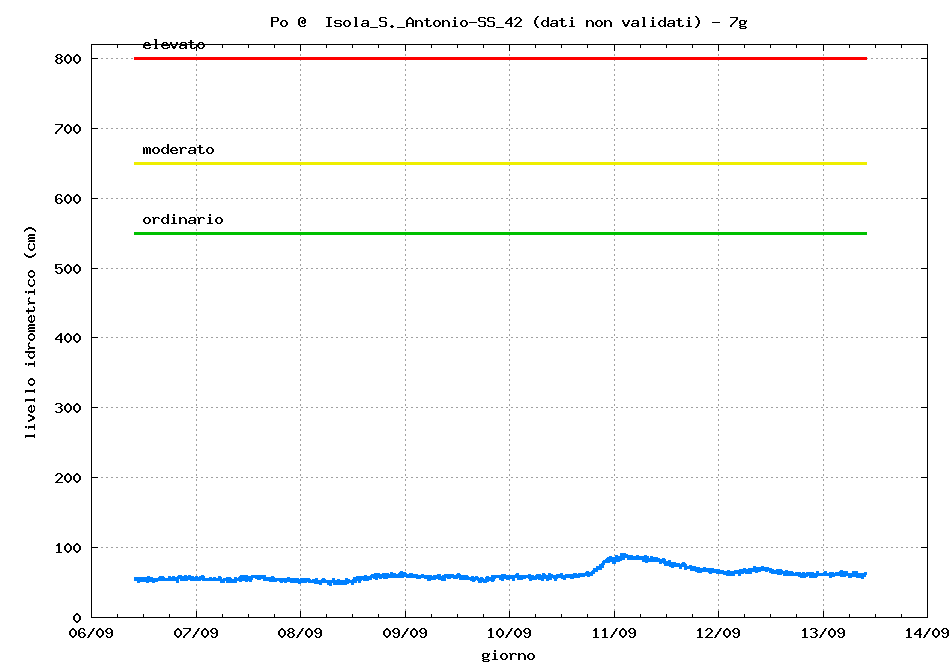 Po @  Isola_S._Antonio-SS_42 (dati non validati) - 7g
elevato
800
700
moderato
600
ordinario
500
400
300
200
100
0
livello idrometrico (cm)
06/09 07/09 08/09 09/09 10/09 11/09 12/09 13/09 14/09
giorno